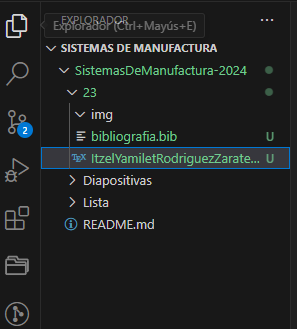 EXPLORADOR
Explorador (Ctrl+Mayús+E)
SISTEMAS DE MANUFACTURA
SistemasDeManufactura-2024
23
img
bibliografia.bib U
TEX ItzelYamiletRodriguezZarate... U
Diapositivas
Lista
README.md
2